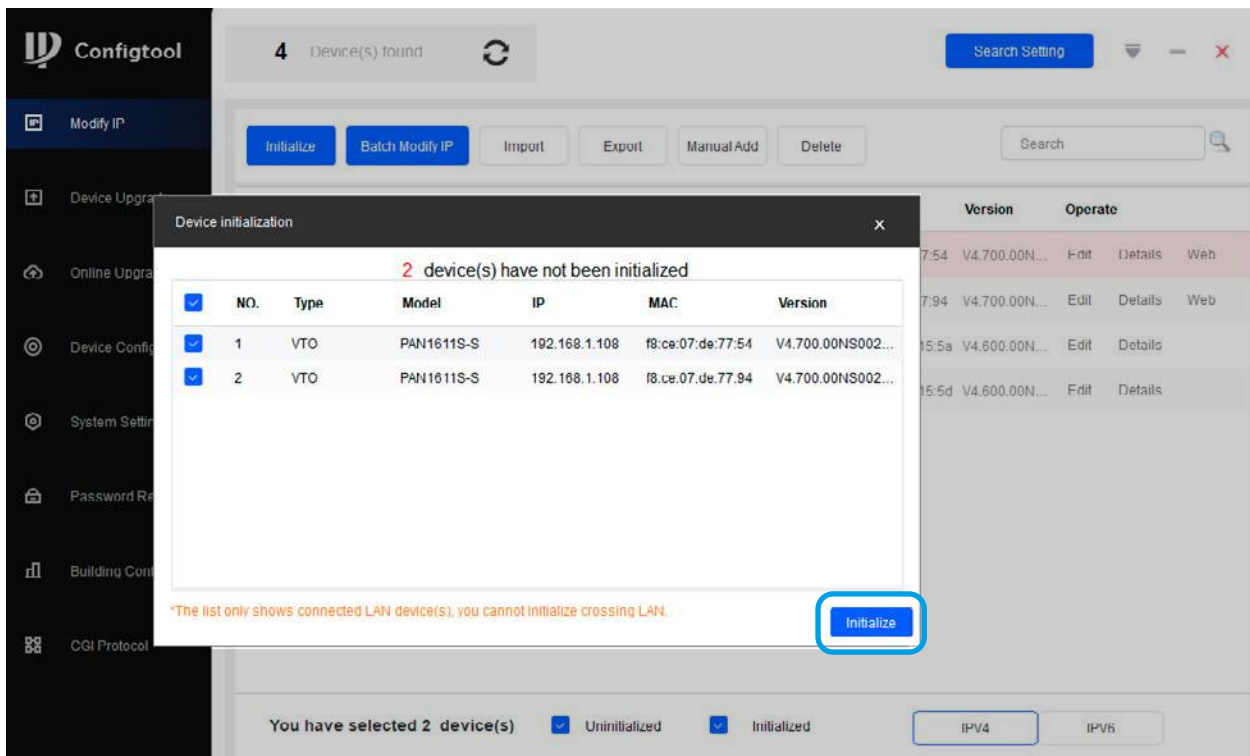 Configtool
4 Device(s) found
Search Setting
Modify IP
Initialize Batch Modify IP Import Export Manual Add Delete Search
Device Upgra
Version Operate
Device initialization x
7:54 V4.700.00N... Edit Details Web
Online Upgra
2 device(s) have not been initialized
NO. Type Model IP MAC Version
7:94 V4.700.00N... Edit Details Web
Device Config
1 VTO PAN1611S-S 192.168.1.108 f8:ce:07:de:77:54 V4.700.00NS002...
15:5a V4.600.00N... Edit Details
2 VTO PAN1611S-S 192.168.1.108 f8:ce:07:de:77:94 V4.700.00NS002...
15:5d V4.600.00N... Edit Details
System Settin
Password Re
Building Con
*The list only shows connected LAN device(s), you cannot initialize crossing LAN.
Initialize
CGI Protocol
You have selected 2 device(s) Uninitialized Initialized IPV4 IPV6